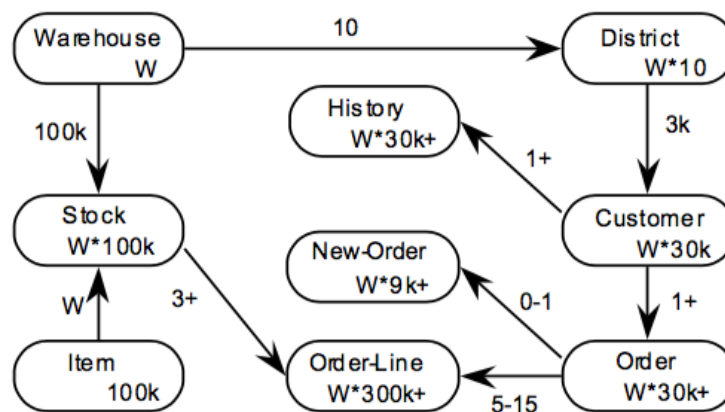 Warehouse
W
10
District
W*10
History
W*30k+
100k
3k
1+
Stock
W*100k
Customer
W*30k
New-Order
W*9k+
W
3+
0-1
1+
Item
100k
Order-Line
W*300k+
5-15
Order
W*30k+